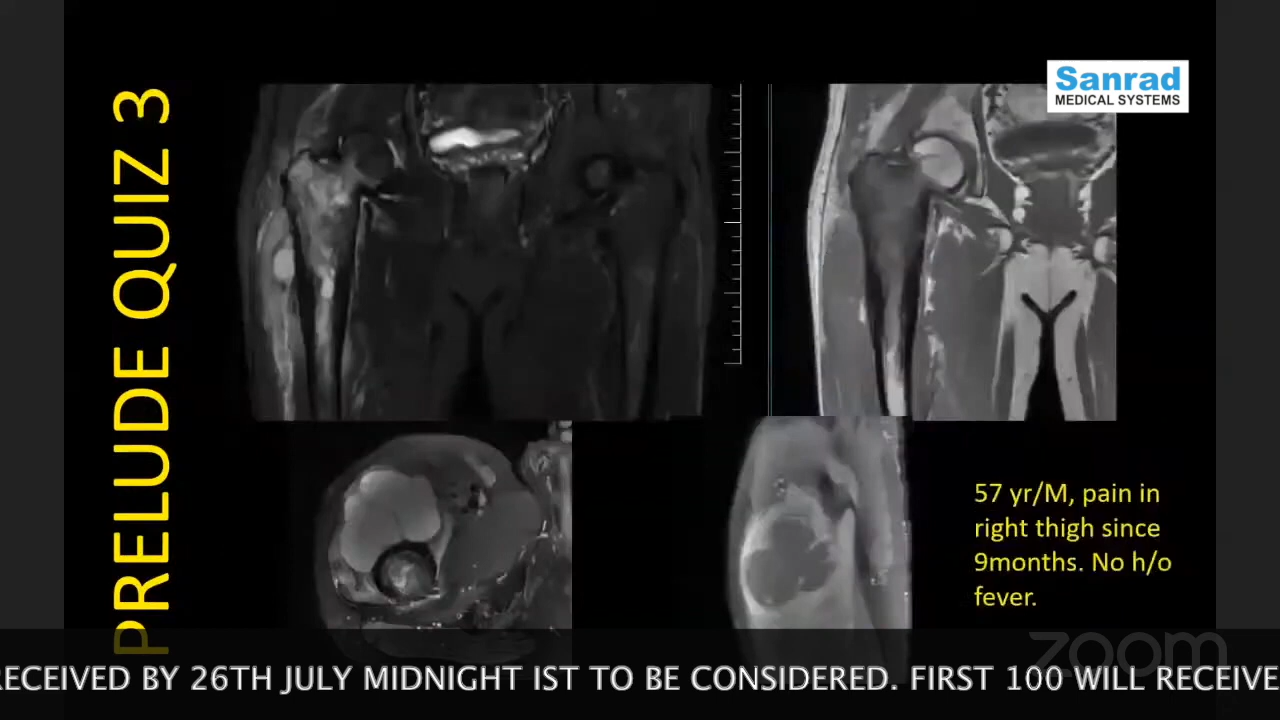 PRELUDE QUIZ 3
Sanrad
MEDICAL SYSTEMS
57 yr/M, pain in
right thigh since
9months. No h/o
fever.
zoom
RECEIVED BY 26TH JULY MIDNIGHT IST TO BE CONSIDERED. FIRST 100 WILL RECEIVE